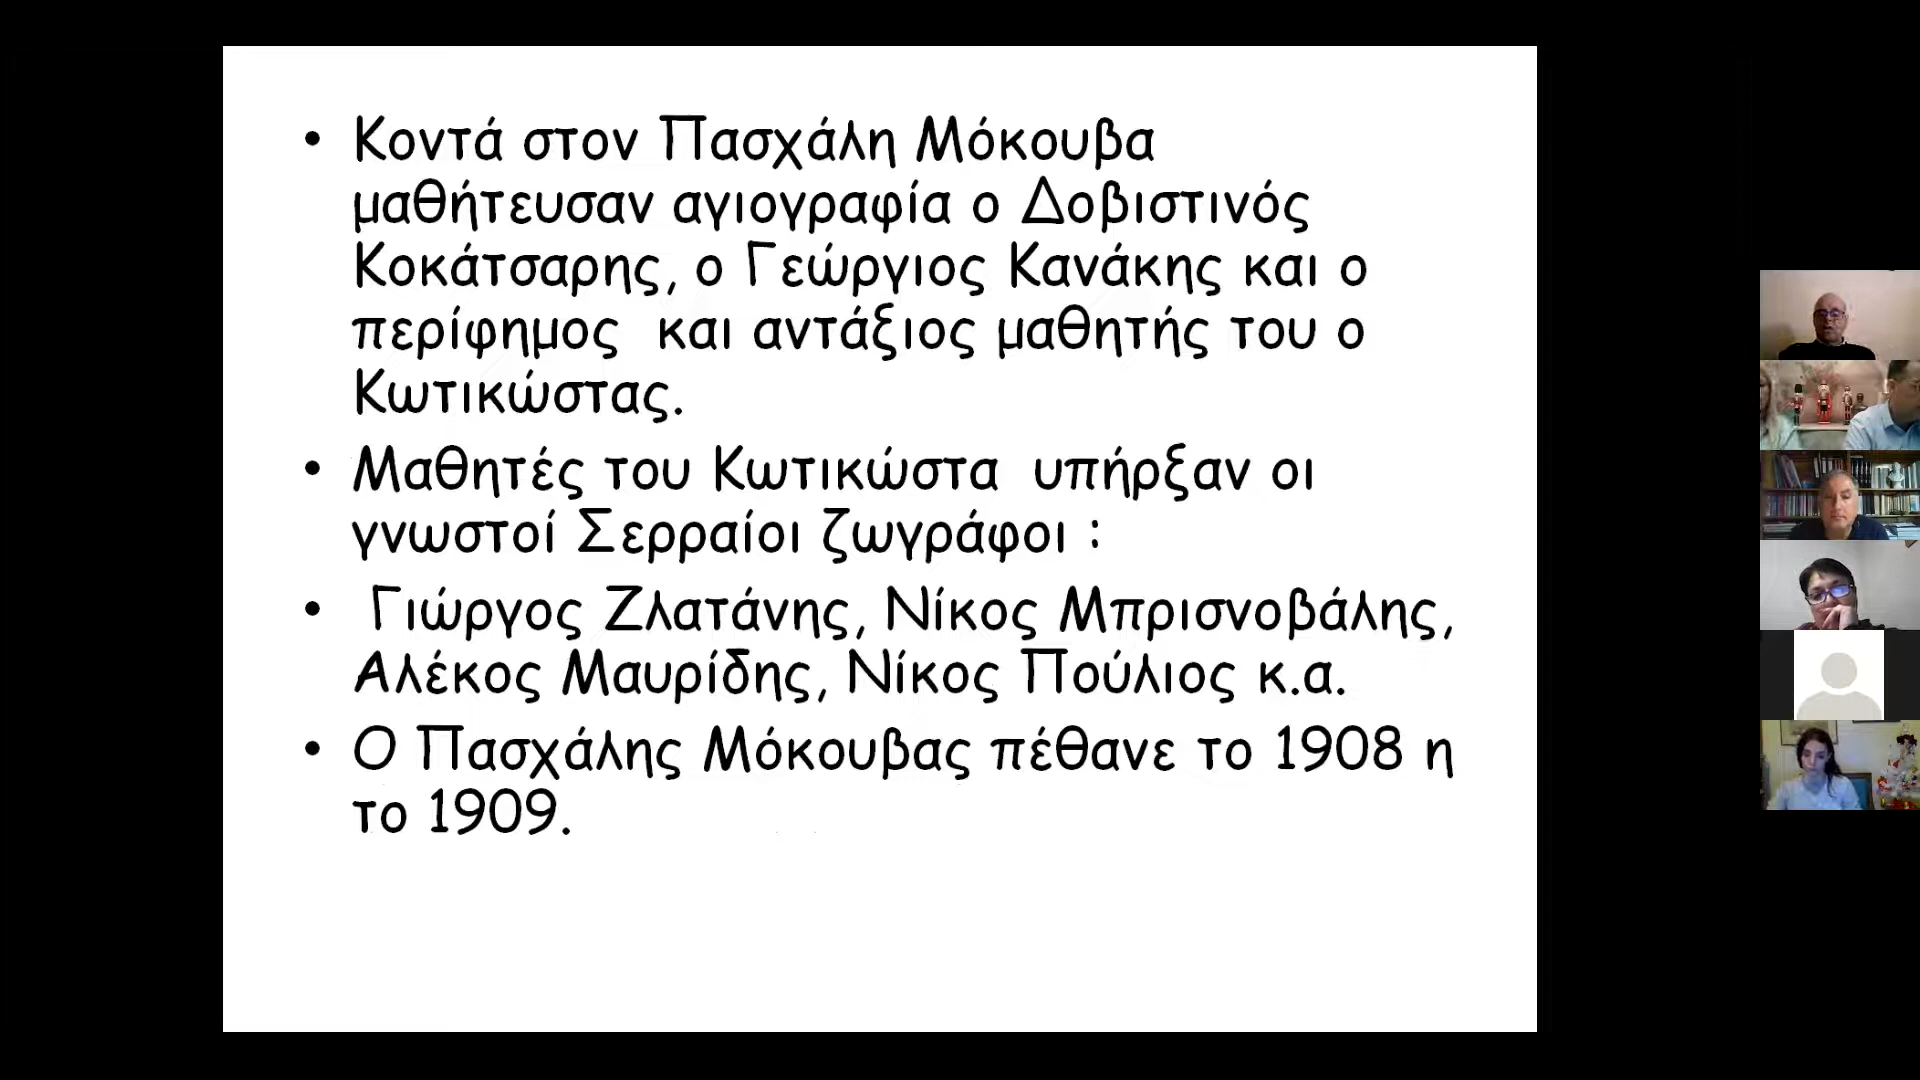 • Κοντά στον Πασχάλη Μόκουβα
μαθήτευσαν αγιογραφία ο Δοβιστινός
Κοκάτσαρης, ο Γεώργιος Κανάκης και ο
περίφημος και αντάξιος μαθητής του ο
Κωτικώστας.
• Μαθητές του Κωτικώστα υπήρξαν οι
γνωστοί Σερραίοι ζωγράφοι :
• Γιώργος Ζλατάνης, Νίκος Μπρισνοβάλης,
Αλέκος Μαυρίδης, Νίκος Πούλιος κ.α.
• Ο Πασχάλης Μόκουβας πέθανε το 1908 η
το 1909.